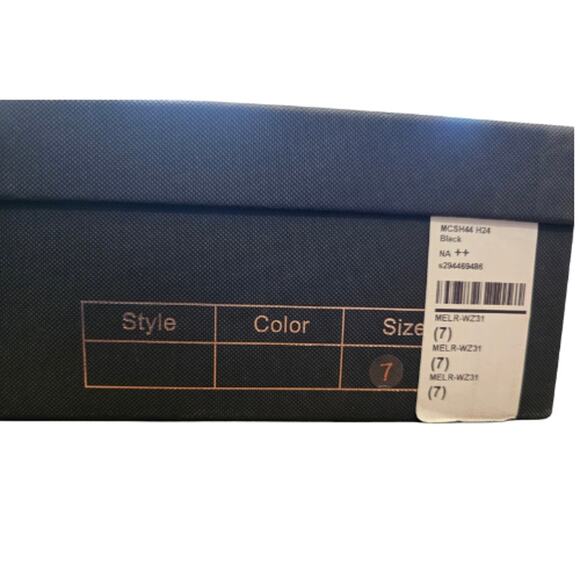 Style Color Size
7
MCSH44 H24
Black
NA ++
s294469486
MELR-WZ31
(7)
MELR-WZ31
(7)
MELR-WZ31
(7)